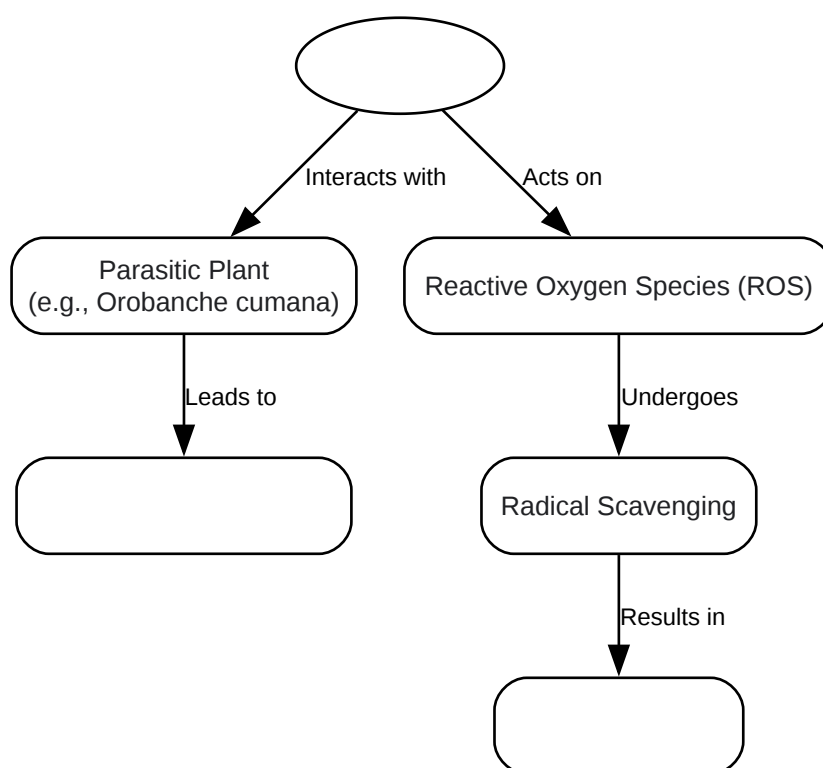 Interacts with
Acts on
Parasitic Plant
(e.g., Orobanche cumana)
Reactive Oxygen Species (ROS)
Leads to
Undergoes
Radical Scavenging
Results in